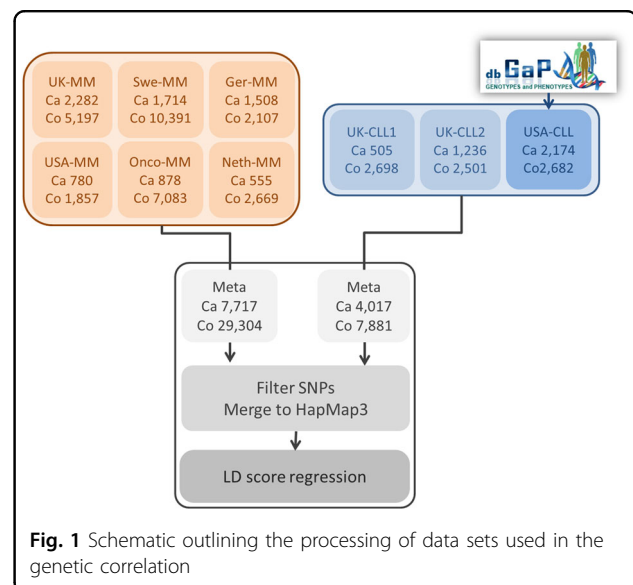 UK-MM
Ca 2,282
Co 5,197
Swe-MM
Ca 1,714
Co 10,391
Ger-MM
Ca 1,508
Co 2,107
USA-MM
Ca 780
Co 1,857
Onco-MM
Ca 878
Co 7,083
Neth-MM
Ca 555
Co 2,669
db GaP
GENOTYPES and PHENOTYPES
UK-CLL1
Ca 505
Co 2,698
UK-CLL2
Ca 1,236
Co 2,501
USA-CLL
Ca 2,174
Co2,682
Meta
Ca 7,717
Co 29,304
Meta
Ca 4,017
Co 7,881
Filter SNPs
Merge to HapMap3
LD score regression
Fig. 1 Schematic outlining the processing of data sets used in the
genetic correlation